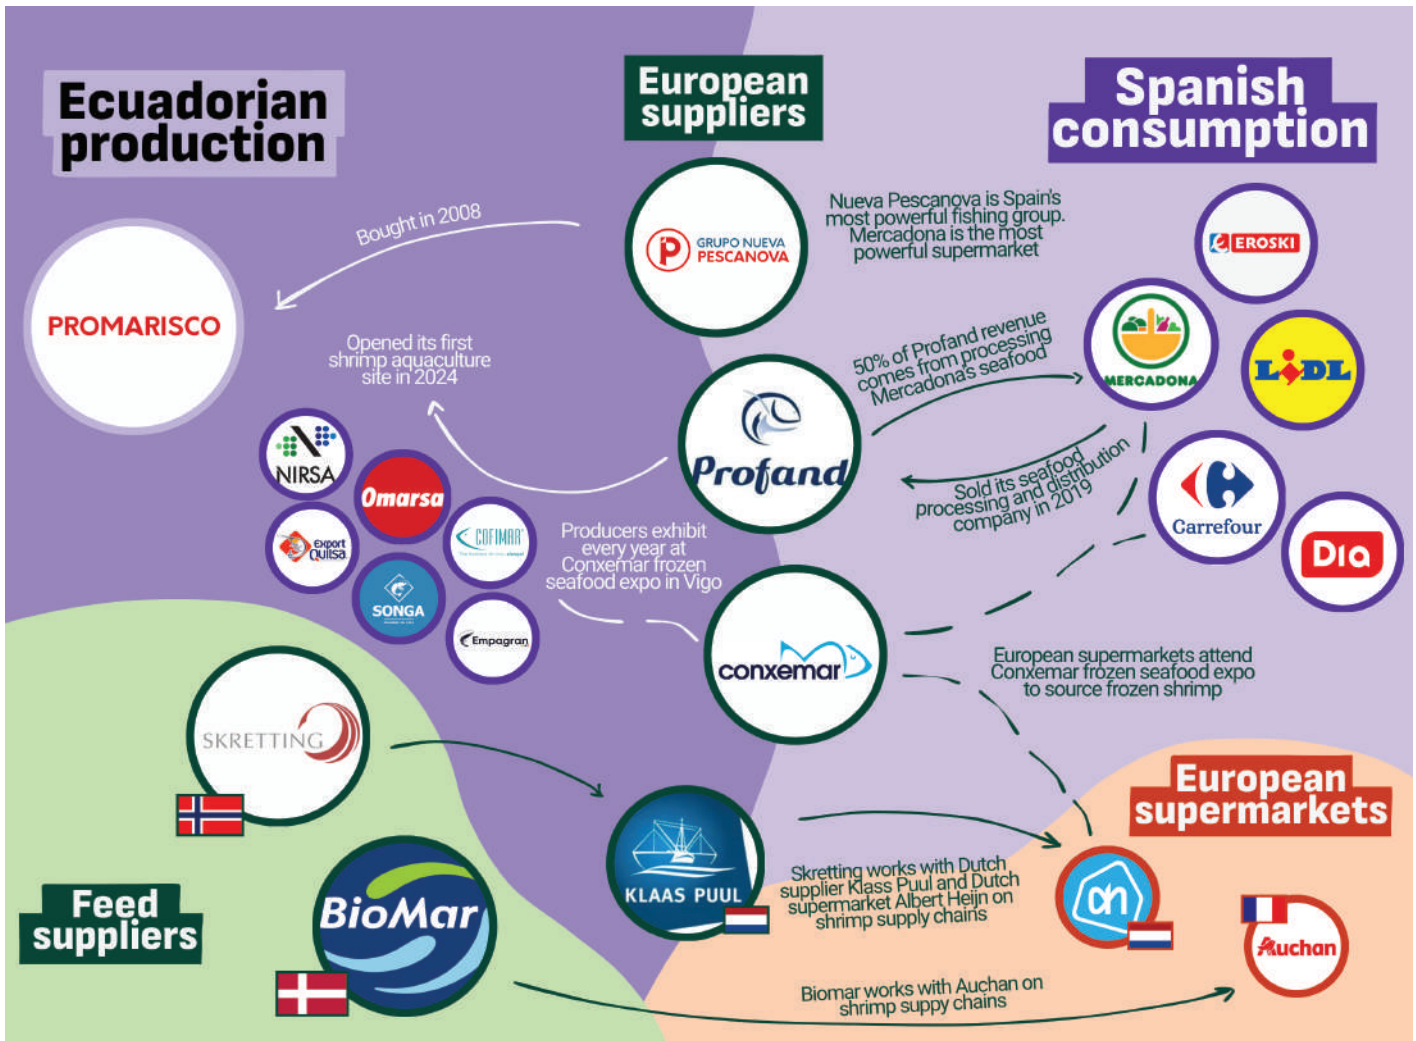 Ecuadorian
production
European
suppliers
Spanish
consumption
GRUPO NUEVA
PESCANOVA
Nueva Pescanova is Spain's
most powerful fishing group.
Mercadona is the most
powerful supermarket
EROSKI
Bought in 2008
PROMARISCO
Opened its first
shrimp aquaculture
site in 2024
50% of Profand revenue
comes from processing
Mercadona's seafood
MERCADONA
LiDL
Profand
Sold its seafood
processing and distribution
company in 2019
Carrefour
Dia
NIRSA
Omarsa
COFIMAR
Export
Quilsa
SONGA
Empagran
Producers exhibit
every year at
Conxemar frozen
seafood expo in Vigo
conxemar
European supermarkets attend
Conxemar frozen seafood expo
to source frozen shrimp
SKRETTING
European
supermarkets
KLAAS PUUL
Skretting works with Dutch
supplier Klass Puul and Dutch
supermarket Albert Heijn on
shrimp supply chains
ah
Auchan
Feed
suppliers
BioMar
Biomar works with Auchan on
shrimp suppy chains